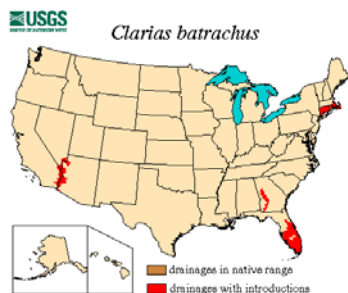 USGS
Clarias batrachus
drainages in native range
drainages with introductions